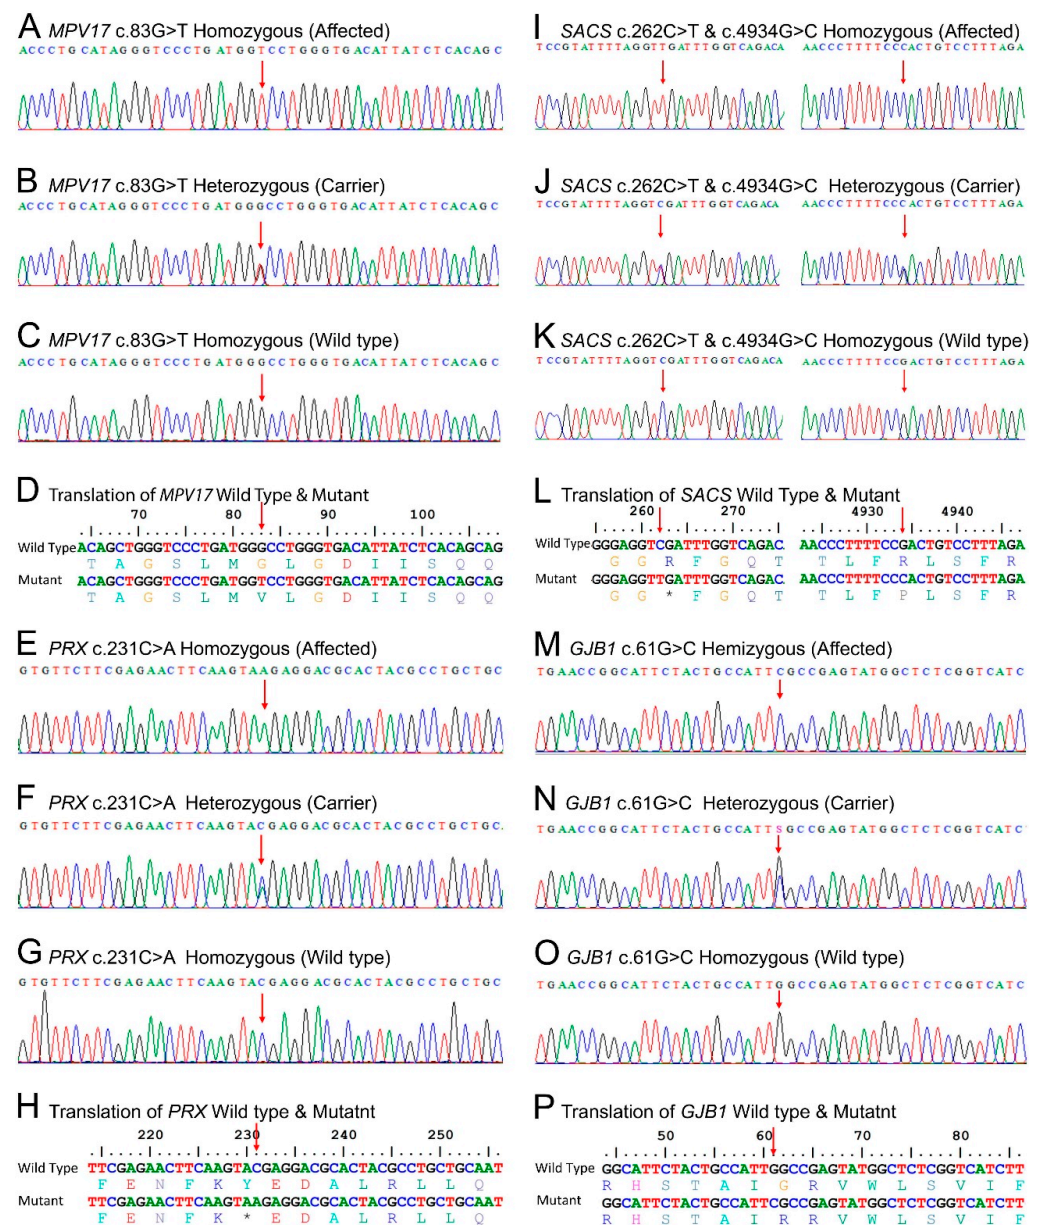 A MPV17 c.83G>T Homozygous (Affected)
ACCCTGCATAGGGTCCCTGATGGTCCTGGGTGACATTATCTCACAGC
B MPV17 c.83G>T Heterozygous (Carrier)
ACCCTGCATAGGGTCCCTGATGGGCCTGGGTGACATTATCTCACAGC
C MPV17 c.83G>T Homozygous (Wild type)
ACCCTGCATAGGGTCCCTGATGGGCCTGGGTGACATTATCTCACAGC
D Translation of MPV17 Wild Type & Mutant
70 80 90 100
Wild Type ACAGCTGGGTCCCTGATGGGCCTGGGTGACATTATCTCACAGCAG
T A G S L M G L G D I I S Q Q
Mutant ACAGCTGGGTCCCTGATGGTCCTGGGTGACATTATCTCACAGCAG
T A G S L M V L G D I I S Q Q
E PRX c.231C>A Homozygous (Affected)
GTGTTCTTCGAGAACTTCAAGTAAGAGGACGCACTACGCCTGCTGC
F PRX c.231C>A Heterozygous (Carrier)
GTGTTCTTCGAGAACTTCAAGTACGAGGACGCACTACGCCTGCTGC
G PRX c.231C>A Homozygous (Wild type)
GTGTTCTTCGAGAACTTCAAGTACGAGGACGCACTACGCCTGCTGC
H Translation of PRX Wild type & Mutatnt
220 230 240 250
Wild Type TTCGAGAACTTCAAGTACGAGGACGCACTACGCCTGCTGCAAT
F E N F K Y E D A L R L L Q
Mutant TTCGAGAACTTCAAGTAAGAGGACGCACTACGCCTGCTGCAAT
F E N F K * E D A L R L L Q
I SACS c.262C>T & c.4934G>C Homozygous (Affected)
TCCGTATTTTAGGTTGATTTGGTCAGACA AACCCTTTTCCCACTGTCCTTTAGA
J SACS c.262C>T & c.4934G>C Heterozygous (Carrier)
TCCGTATTTTAGGTCGATTTGGTCAGACA AACCCTTTTCCCACTGTCCTTTAGA
K SACS c.262C>T & c.4934G>C Homozygous (Wild type)
TCCGTATTTTAGGTCGATTTGGTCAGACA AACCCTTTTCCGACTGTCCTTTAGA
L Translation of SACS Wild Type & Mutant
260 270 4930 4940
Wild Type GGGAGGTCGATTTGGTCAGAC AACCCTTTTCCGACTGTCCTTTAGA
G G R F G Q T T L F R L S F R
Mutant GGGAGGTTGATTTGGTCAGAC AACCCTTTTCCCACTGTCCTTTAGA
G G * F G Q T T L F P L S F R
M GJB1 c.61G>C Hemizygous (Affected)
TGAACCGGCATTCTACTGCCATTCGCCGAGTATGGCTCTCGGTCATC
N GJB1 c.61G>C Heterozygous (Carrier)
TGAACCGGCATTCTACTGCCATTSGCCGAGTATGGCTCTCGGTCATC
O GJB1 c.61G>C Homozygous (Wild type)
TGAACCGGCATTCTACTGCCATTGGCCGAGTATGGCTCTCGGTCATC
P Translation of GJB1 Wild type & Mutatnt
50 60 70 80
Wild Type GGCATTCTACTGCCATTGGCCGAGTATGGCTCTCGGTCATCTT
R H S T A I G R V W L S V I F
Mutant GGCATTCTACTGCCATTCGCCGAGTATGGCTCTCGGTCATCTT
R H S T A I R R V W L S V I F